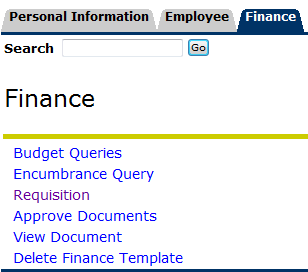 Personal Information Employee Finance
Search Go
Finance
Budget Queries
Encumbrance Query
Requisition
Approve Documents
View Document
Delete Finance Template